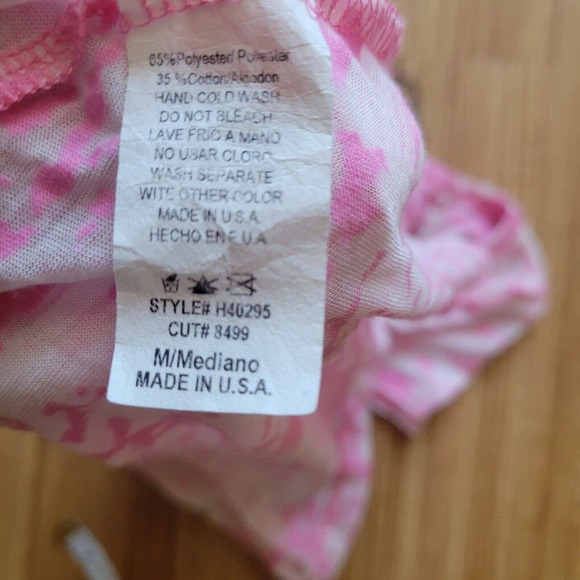 65%Polyester/ Poliester
35 %Cotton/Algodon
HAND COLD WASH
DO NOT BLEACH
LAVE FRIO A MANO
NO USAR CLORO
WASH SEPARATE
WITE OTHER COLOR
MADE IN U.S.A.
HECHO EN E.U.A
STYLE# H40295
CUT# 8499
M/Mediano
MADE IN U.S.A.